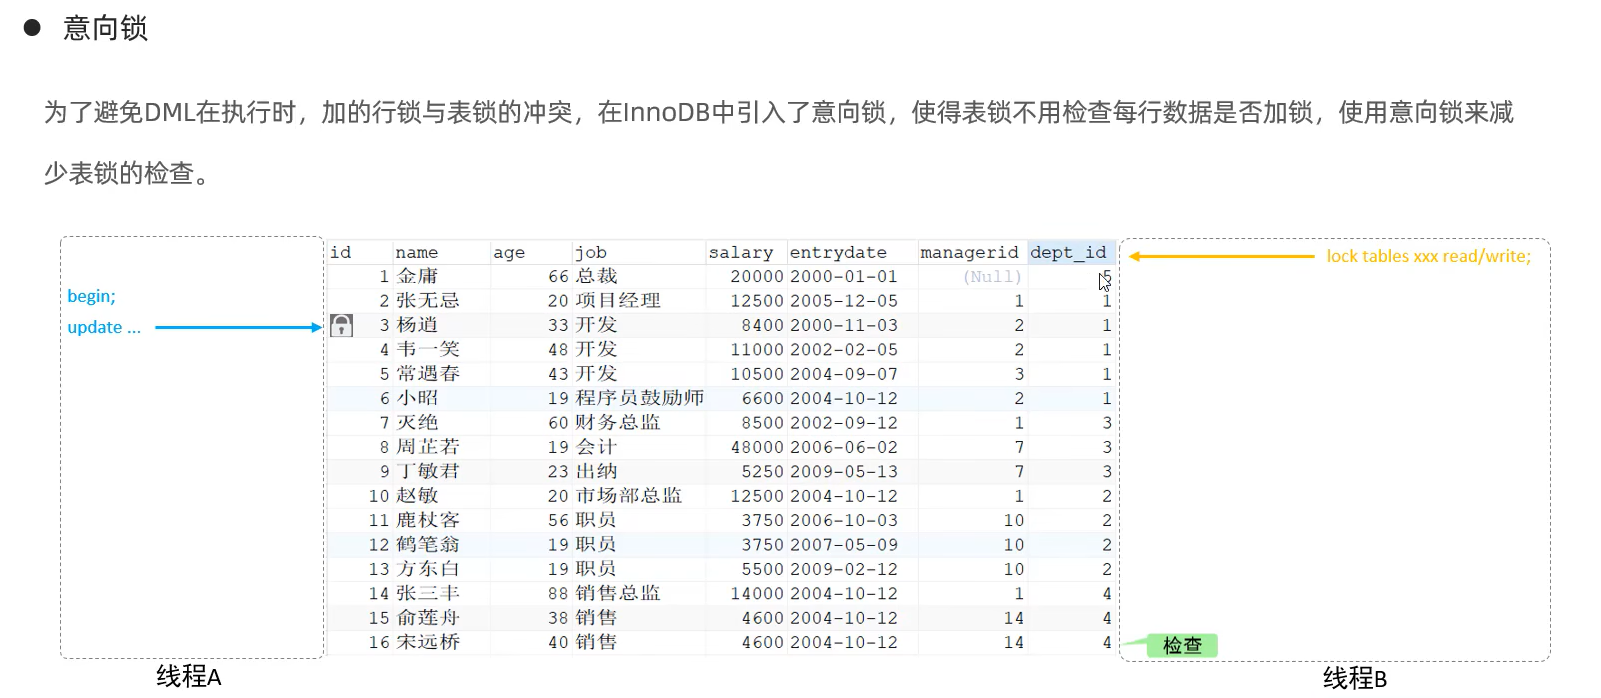 ● 意向锁
为了避免DML在执行时，加的行锁与表锁的冲突，在InnoDB中引入了意向锁，使得表锁不用检查每行数据是否加锁，使用意向锁来减
少表锁的检查。
id name age job salary entrydate managerid dept_id
1 金庸 66 总裁 20000 2000-01-01 (Null) 5
2 张无忌 20 项目经理 12500 2005-12-05 1 1
3 杨逍 33 开发 8400 2000-11-03 2 1
4 韦一笑 48 开发 11000 2002-02-05 2 1
5 常遇春 43 开发 10500 2004-09-07 3 1
6 小昭 19 程序员鼓励师 6600 2004-10-12 2 1
7 灭绝 60 财务总监 8500 2002-09-12 1 3
8 周芷若 19 会计 48000 2006-06-02 7 3
9 丁敏君 23 出纳 5250 2009-05-13 7 3
10 赵敏 20 市场部总监 12500 2004-10-12 1 2
11 鹿杖客 56 职员 3750 2006-10-03 10 2
12 鹤笔翁 19 职员 3750 2007-05-09 10 2
13 方东白 19 职员 5500 2009-02-12 10 2
14 张三丰 88 销售总监 14000 2004-10-12 1 4
15 俞莲舟 38 销售 4600 2004-10-12 14 4
16 宋远桥 40 销售 4600 2004-10-12 14 4
begin;
update ...
线程A
lock tables xxx read/write;
检查
线程B